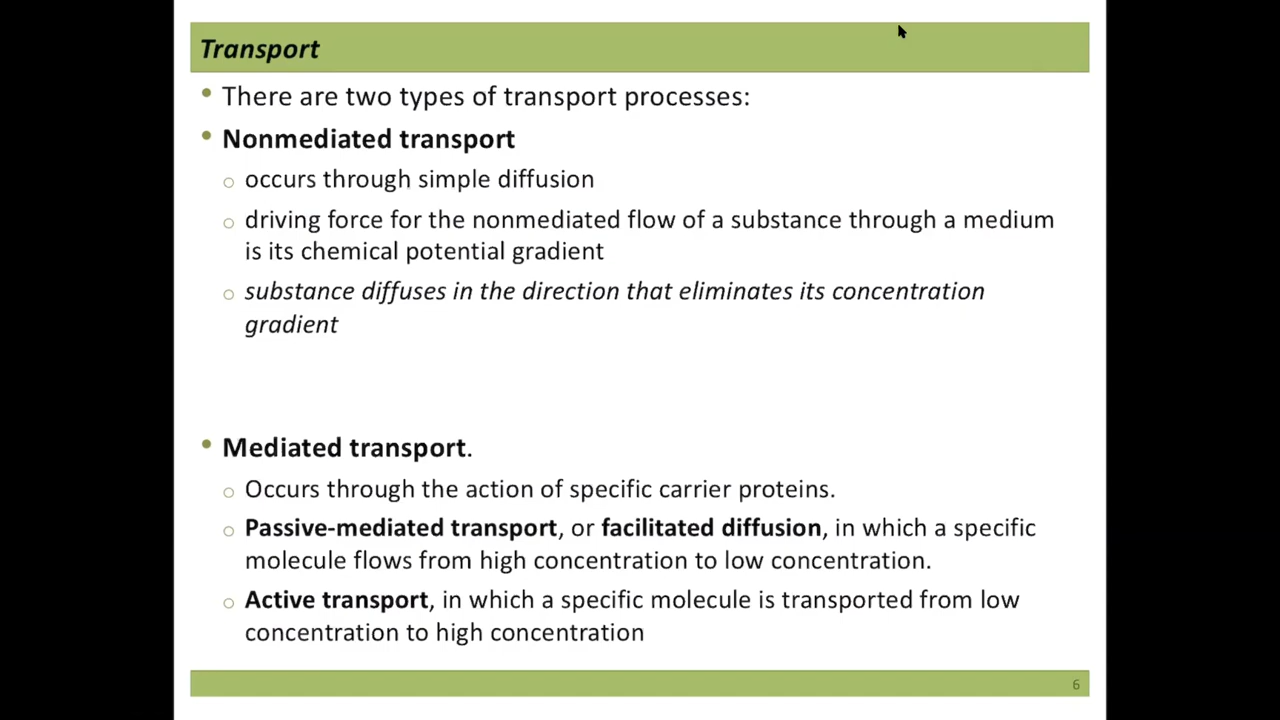 Transport
• There are two types of transport processes:
• Nonmediated transport
○ occurs through simple diffusion
○ driving force for the nonmediated flow of a substance through a medium
is its chemical potential gradient
○ substance diffuses in the direction that eliminates its concentration
gradient
• Mediated transport.
○ Occurs through the action of specific carrier proteins.
○ Passive-mediated transport, or facilitated diffusion, in which a specific
molecule flows from high concentration to low concentration.
○ Active transport, in which a specific molecule is transported from low
concentration to high concentration
6